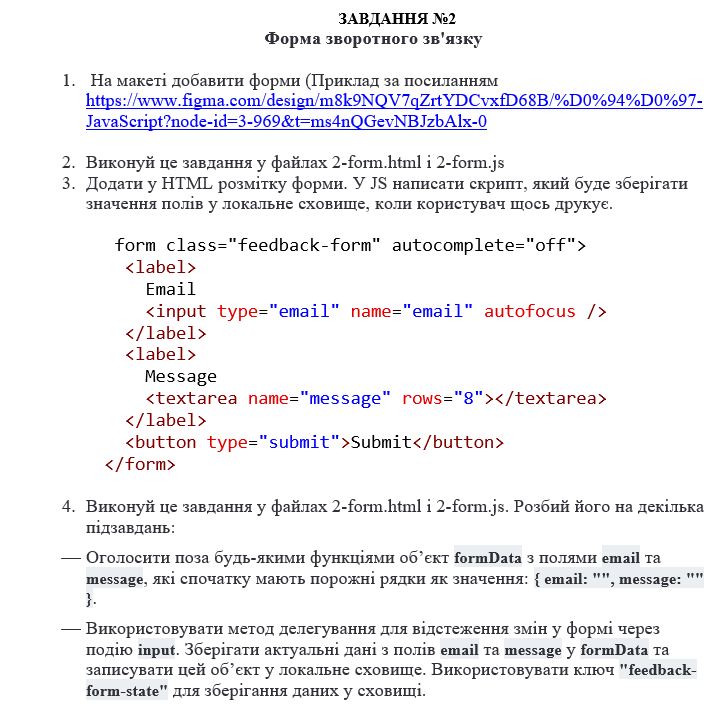 ЗАВДАННЯ №2
Форма зворотного зв'язку
1. На макеті добавити форми (Приклад за посиланням
https://www.figma.com/design/m8k9NQV7qZrtYDCvxfD68B/%D0%94%D0%97-
JavaScript?node-id=3-969&t=ms4nQGevNBJzbAlx-0
2. Виконуй це завдання у файлах 2-form.html і 2-form.js
3. Додати у HTML розмітку форми. У JS написати скрипт, який буде зберігати
значення полів у локальне сховище, коли користувач щось друкує.
form class="feedback-form" autocomplete="off">
<label>
Email
<input type="email" name="email" autofocus />
</label>
<label>
Message
<textarea name="message" rows="8"></textarea>
</label>
<button type="submit">Submit</button>
</form>
4. Виконуй це завдання у файлах 2-form.html і 2-form.js. Розбий його на декілька
підзавдань:
— Оголосити поза будь-якими функціями об’єкт formData з полями email та
message, які спочатку мають порожні рядки як значення: { email: "", message: ""
}.
— Використовувати метод делегування для відстеження змін у формі через
подію input. Зберігати актуальні дані з полів email та message у formData та
записувати цей об’єкт у локальне сховище. Використовувати ключ "feedback-
form-state" для зберігання даних у сховищі.